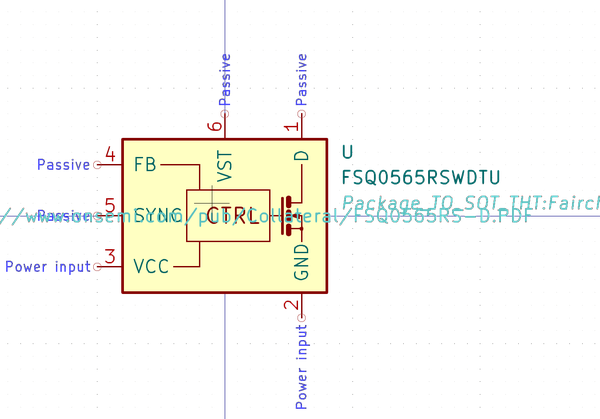 Passive
Passive
6
1
Passive
4
FB
VST
D
U
FSQ0565RSWDTU
Package_TO_SOT_THT:Fairch
Passive
5
SYNC
CTRL
//www.onsemi.com/pub/Collateral/FSQ0565RS-D.PDF
Power input
3
VCC
GND
2
Power input